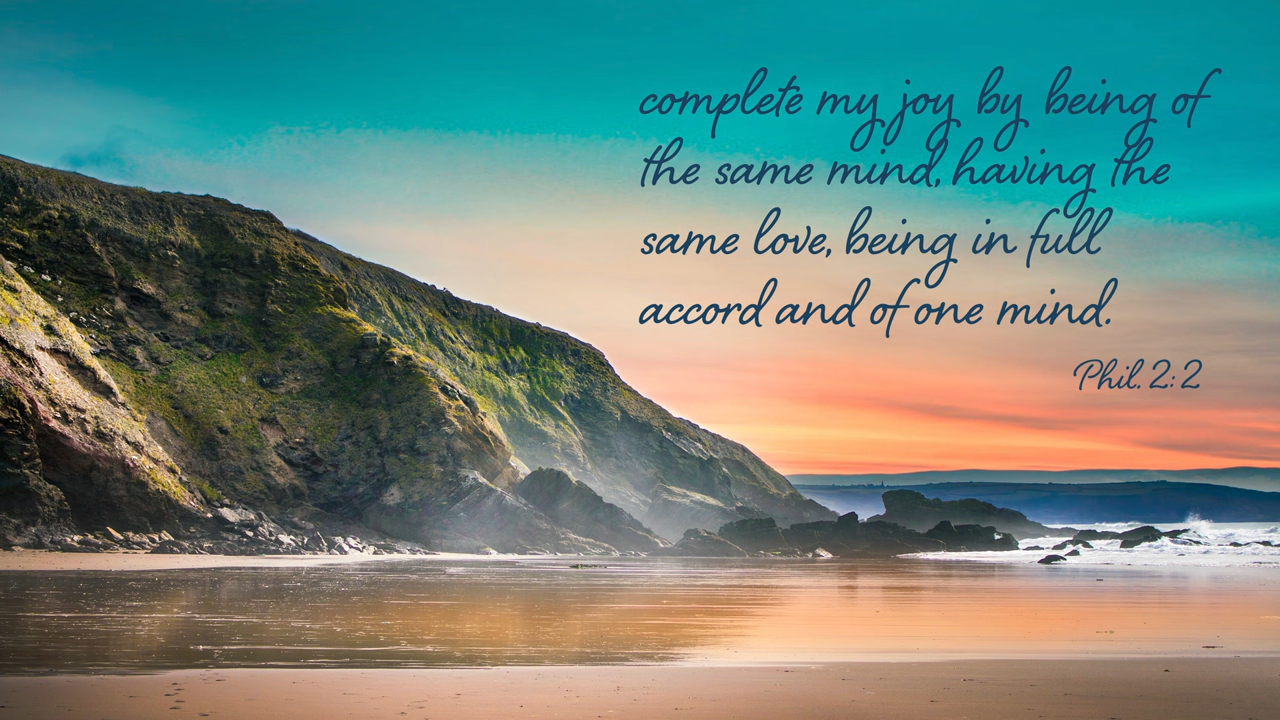 complete my joy by being of
the same mind, having the
same love, being in full
accord and of one mind.
Phil. 2:2